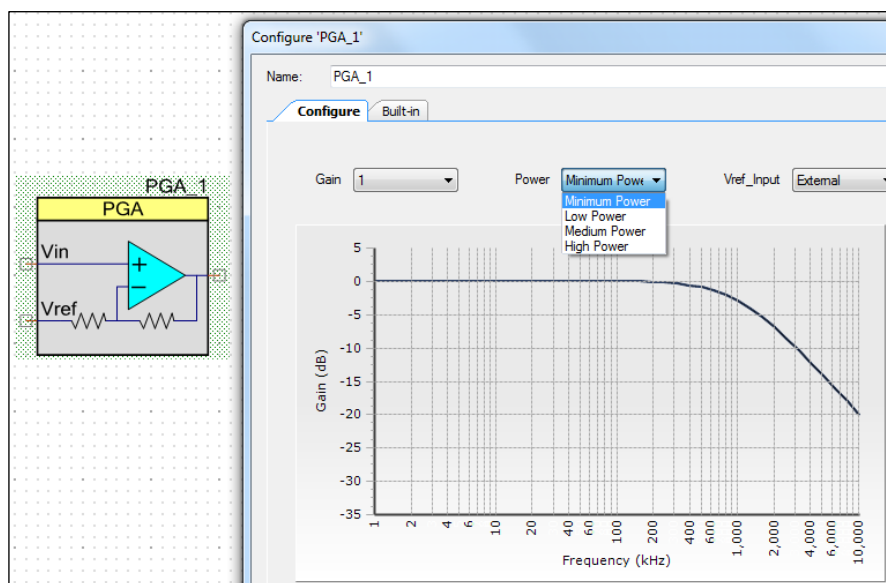 Configure 'PGA_1'
Name: PGA_1
Configure Built-in
Gain 1 Power Minimum Powe Vref_Input External
Minimum Power
Low Power
Medium Power
High Power
PGA_1
PGA
Vin
+
−
Vref
Gain (dB)
5
0
-5
-10
-15
-20
-25
-30
-35
1 2 4 6 10 20 40 60 100 200 400 600 1,000 2,000 4,000 6,000 10,000
Frequency (kHz)